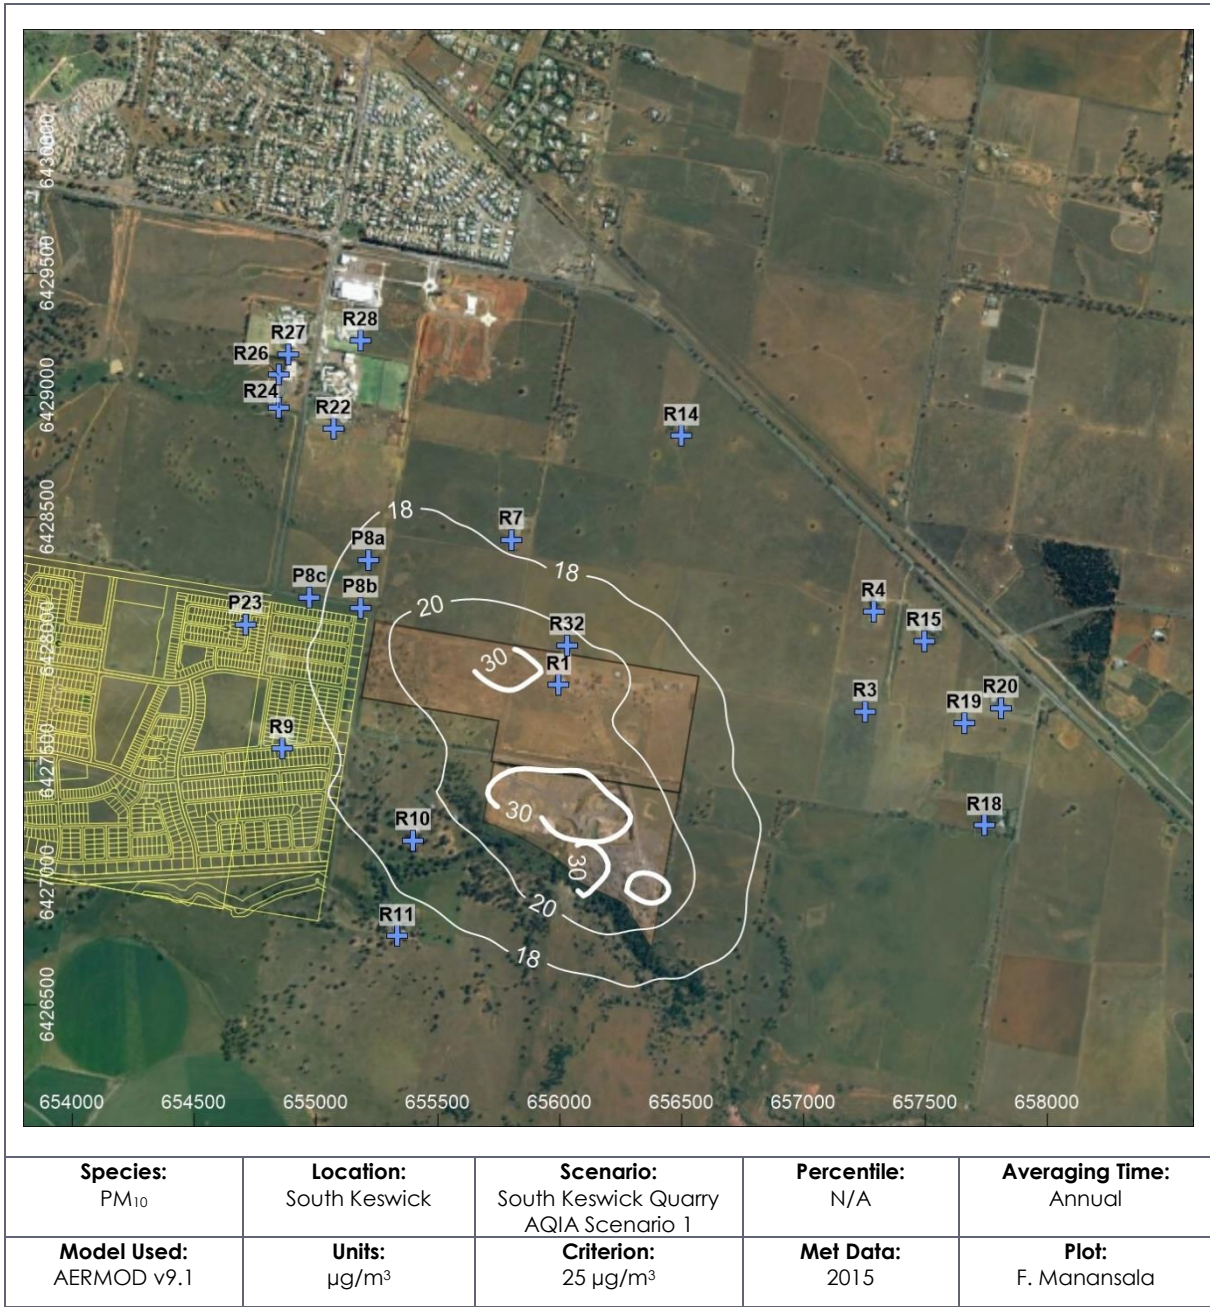 6430000
6429500
6429000
6428500
6428000
6427500
6427000
6426500
R28
R27
R26
R24
R22
R14
18
R7
P8a
18
P8c
P8b
R4
P23
20
R32
R15
30
R1
R3
R19
R20
R9
30
R18
R10
30
20
R11
18
654000 654500 655000 655500 656000 656500 657000 657500 658000
Species: Location: Scenario: Percentile: Averaging Time:
PM10 South Keswick South Keswick Quarry N/A Annual
AQIA Scenario 1
Model Used: Units: Criterion: Met Data: Plot:
AERMOD v9.1 µg/m³ 25 µg/m³ 2015 F. Manansala